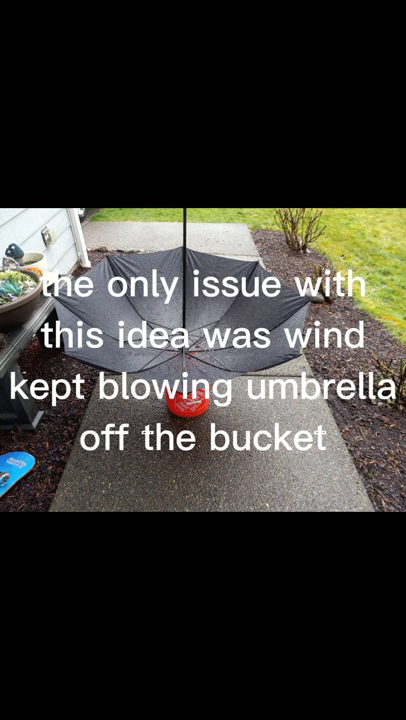 the only issue with
this idea was wind
kept blowing umbrella
off the bucket